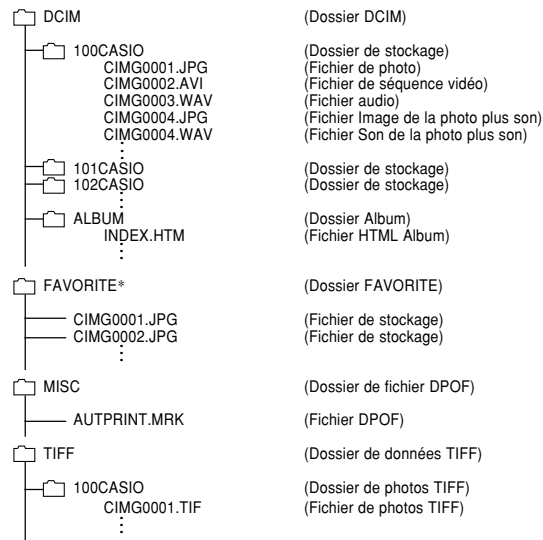 DCIM (Dossier DCIM)
100CASIO (Dossier de stockage)
CIMG0001.JPG (Fichier de photo)
CIMG0002.AVI (Fichier de séquence vidéo)
CIMG0003.WAV (Fichier audio)
CIMG0004.JPG (Fichier Image de la photo plus son)
CIMG0004.WAV (Fichier Son de la photo plus son)
101CASIO (Dossier de stockage)
102CASIO (Dossier de stockage)
ALBUM (Dossier Album)
INDEX.HTM (Fichier HTML Album)
FAVORITE* (Dossier FAVORITE)
CIMG0001.JPG (Fichier de stockage)
CIMG0002.JPG (Fichier de stockage)
MISC (Dossier de fichier DPOF)
AUTPRINT.MRK (Fichier DPOF)
TIFF (Dossier de données TIFF)
100CASIO (Dossier de photos TIFF)
CIMG0001.TIF (Fichier de photos TIFF)